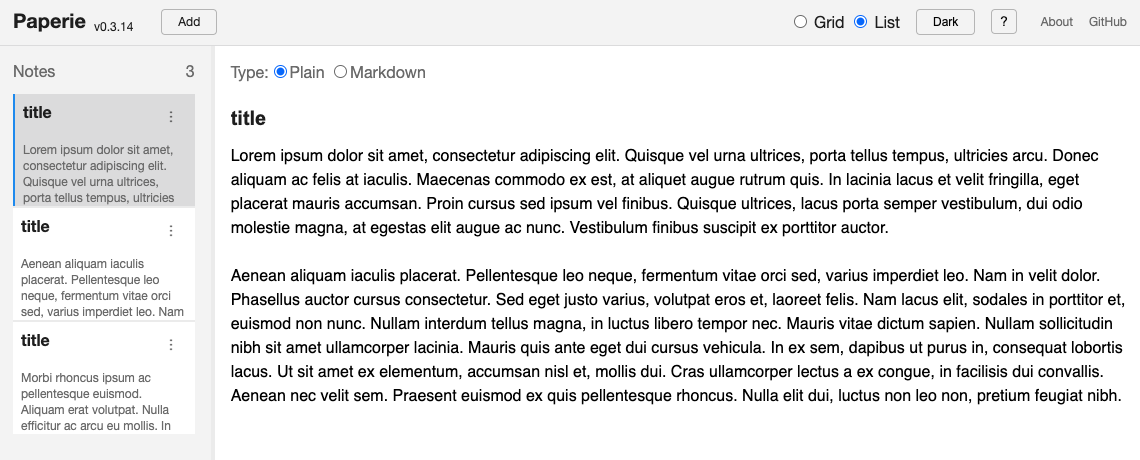 Paperie v0.3.14 Add Grid List Dark ? About GitHub
Notes 3
title
Lorem ipsum dolor sit amet,
consectetur adipiscing elit.
Quisque vel urna ultrices,
porta tellus tempus, ultricies
title
Aenean aliquam iaculis
placerat. Pellentesque leo
neque, fermentum vitae orci
sed, varius imperdiet leo. Nam
title
Morbi rhoncus ipsum ac
pellentesque euismod.
Aliquam erat volutpat. Nulla
efficitur ac arcu eu mollis. In
Type: Plain Markdown
title
Lorem ipsum dolor sit amet, consectetur adipiscing elit. Quisque vel urna ultrices, porta tellus tempus, ultricies arcu. Donec
aliquam ac felis at iaculis. Maecenas commodo ex est, at aliquet augue rutrum quis. In lacinia lacus et velit fringilla, eget
placerat mauris accumsan. Proin cursus sed ipsum vel finibus. Quisque ultrices, lacus porta semper vestibulum, dui odio
molestie magna, at egestas elit augue ac nunc. Vestibulum finibus suscipit ex porttitor auctor.
Aenean aliquam iaculis placerat. Pellentesque leo neque, fermentum vitae orci sed, varius imperdiet leo. Nam in velit dolor.
Phasellus auctor cursus consectetur. Sed eget justo varius, volutpat eros et, laoreet felis. Nam lacus elit, sodales in porttitor et,
euismod non nunc. Nullam interdum tellus magna, in luctus libero tempor nec. Mauris vitae dictum sapien. Nullam sollicitudin
nibh sit amet ullamcorper lacinia. Mauris quis ante eget dui cursus vehicula. In ex sem, dapibus ut purus in, consequat lobortis
lacus. Ut sit amet ex elementum, accumsan nisl et, mollis dui. Cras ullamcorper lectus a ex congue, in facilisis dui convallis.
Aenean nec velit sem. Praesent euismod ex quis pellentesque rhoncus. Nulla elit dui, luctus non leo non, pretium feugiat nibh.